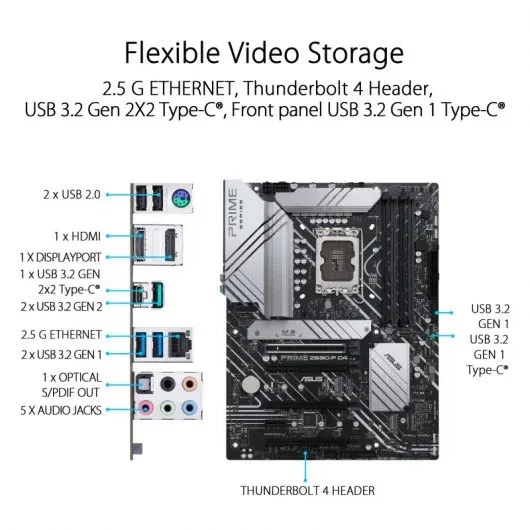 Flexible Video Storage
2.5 G ETHERNET, Thunderbolt 4 Header,
USB 3.2 Gen 2X2 Type-C®, Front panel USB 3.2 Gen 1 Type-C®
2 x USB 2.0
1 x HDMI
1 X DISPLAYPORT
1 X USB 3.2 GEN
2x2 Type-C®
2 x USB 3.2 GEN 2
2.5 G ETHERNET
2 x USB 3.2 GEN 1
1 x OPTICAL
S/PDIF OUT
5 X AUDIO JACKS
PRIME
SERIES
M.2
PRIME Z690-P D4
ASUS
ASUS
USB 3.2
GEN 1
USB 3.2
GEN 1
Type-C®
THUNDERBOLT 4 HEADER